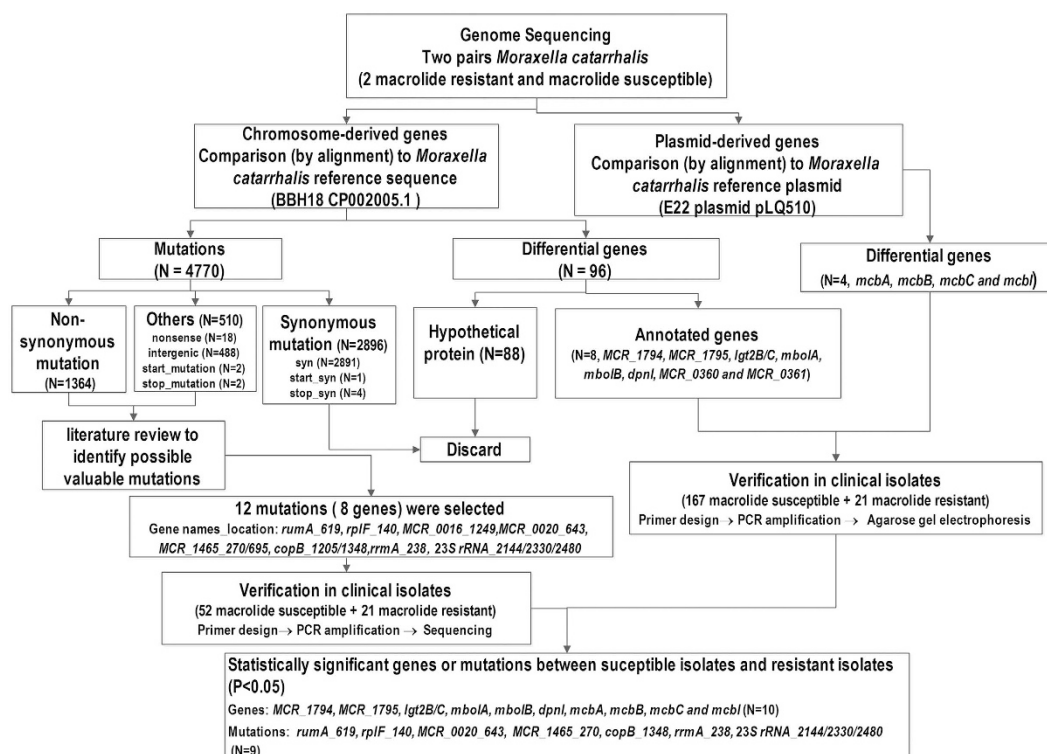 Genome Sequencing
Two pairs Moraxella catarrhalis
(2 macrolide resistant and macrolide susceptible)
Chromosome-derived genes
Comparison (by alignment) to Moraxella
catarrhalis reference sequence
(BBH18 CP002005.1 )
Plasmid-derived genes
Comparison (by alignment) to Moraxella
catarrhalis reference plasmid
(E22 plasmid pLQ510)
Mutations
(N = 4770)
Differential genes
(N = 96)
Differential genes
(N=4, mcbA, mcbB, mcbC and mcbI)
Non-
synonymous
mutation
(N=1364)
Others (N=510)
nonsense (N=18)
intergenic(N=488)
start_mutation (N=2)
stop_mutation (N=2)
Synonymous
mutation (N=2896)
syn (N=2891)
start_syn (N=1)
stop_syn (N=4)
Hypothetical
protein (N=88)
Annotated genes
(N=8, MCR_1794, MCR_1795, lgt2B/C, mboIA,
mboIB, dpnI, MCR_0360 and MCR_0361)
literature review to
identify possible
valuable mutations
Discard
12 mutations ( 8 genes) were selected
Gene names_location: rumA_619, rplF_140, MCR_0016_1249,MCR_0020_643,
MCR_1465_270/695, copB_1205/1348,rrmA_238, 23S rRNA_2144/2330/2480
Verification in clinical isolates
(167 macrolide susceptible + 21 macrolide resistant)
Primer design→ PCR amplification → Agarose gel electrophoresis
Verification in clinical isolates
(52 macrolide susceptible + 21 macrolide resistant)
Primer design→ PCR amplification → Sequencing
Statistically significant genes or mutations between suceptible isolates and resistant isolates
(P<0.05)
Genes: MCR_1794, MCR_1795, lgt2B/C, mboIA, mboIB, dpnI, mcbA, mcbB, mcbC and mcbI (N=10)
Mutations: rumA_619, rplF_140, MCR_0020_643, MCR_1465_270, copB_1348, rrmA_238, 23S rRNA_2144/2330/2480
(N=9)